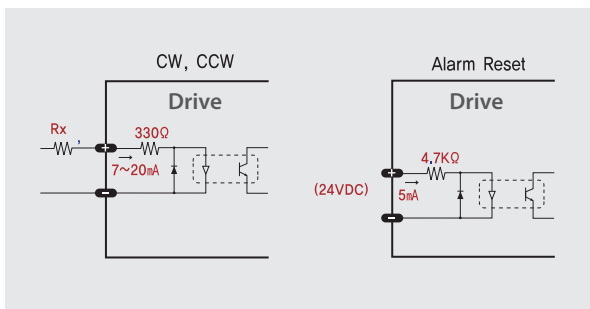 CW, CCW
Drive
Rx ,
330Ω
+
7~20mA
−
Alarm Reset
Drive
4.7KΩ
+
(24VDC)
5mA
−